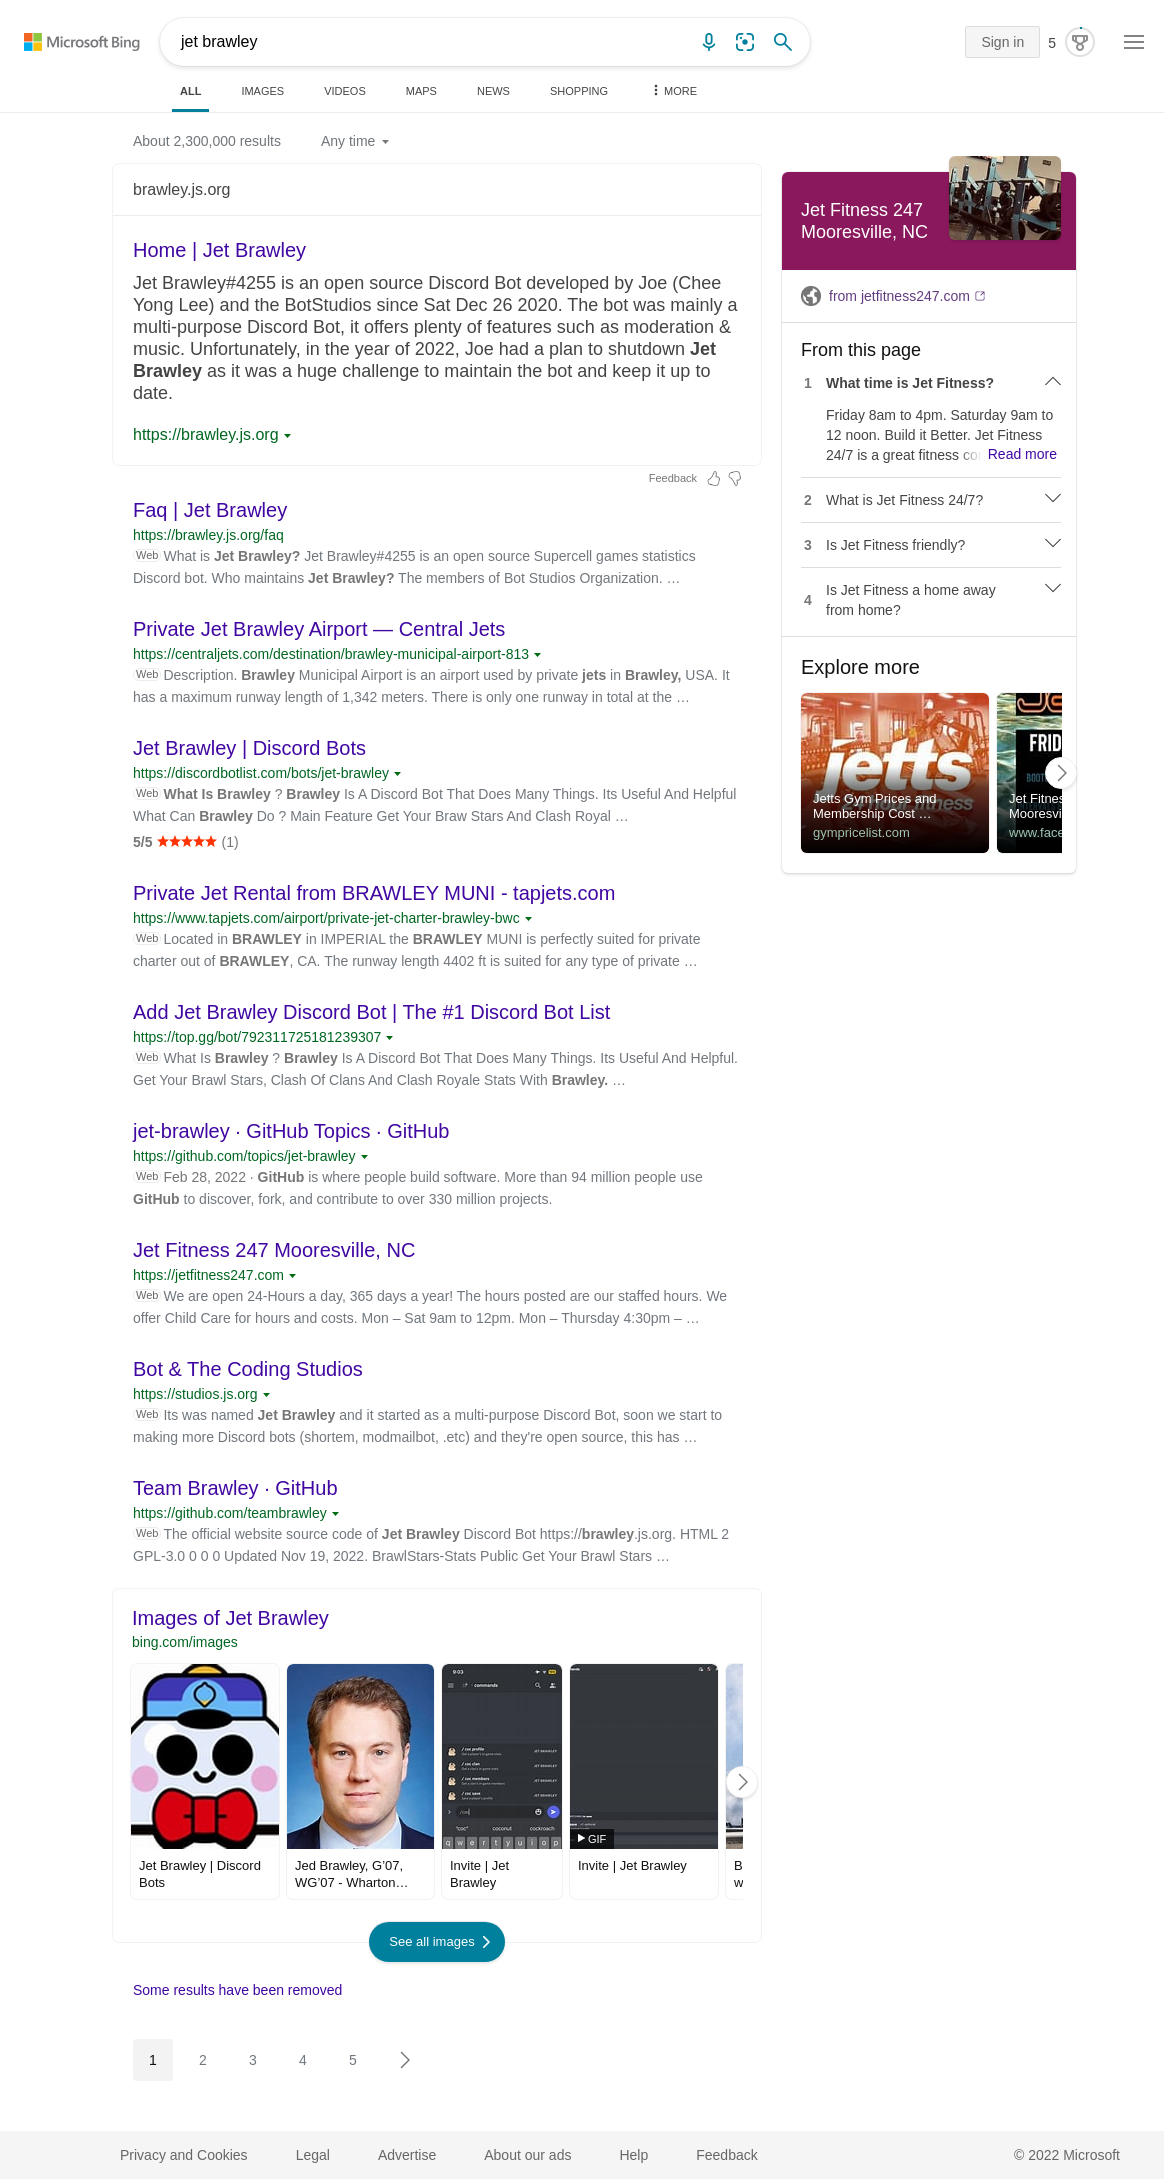 Microsoft Bing
jet brawley
Sign in
5
ALL
IMAGES
VIDEOS
MAPS
NEWS
SHOPPING
MORE
About 2,300,000 results
Any time
brawley.js.org
Home | Jet Brawley
Jet Brawley#4255 is an open source Discord Bot developed by Joe (Chee
Yong Lee) and the BotStudios since Sat Dec 26 2020. The bot was mainly a
multi-purpose Discord Bot, it offers plenty of features such as moderation &
music. Unfortunately, in the year of 2022, Joe had a plan to shutdown Jet
Brawley as it was a huge challenge to maintain the bot and keep it up to
date.
https://brawley.js.org
Feedback
Faq | Jet Brawley
https://brawley.js.org/faq
Web What is Jet Brawley? Jet Brawley#4255 is an open source Supercell games statistics
Discord bot. Who maintains Jet Brawley? The members of Bot Studios Organization. …
Private Jet Brawley Airport — Central Jets
https://centraljets.com/destination/brawley-municipal-airport-813
Web Description. Brawley Municipal Airport is an airport used by private jets in Brawley, USA. It
has a maximum runway length of 1,342 meters. There is only one runway in total at the …
Jet Brawley | Discord Bots
https://discordbotlist.com/bots/jet-brawley
Web What Is Brawley ? Brawley Is A Discord Bot That Does Many Things. Its Useful And Helpful
What Can Brawley Do ? Main Feature Get Your Braw Stars And Clash Royal …
5/5 ★★★★★ (1)
Private Jet Rental from BRAWLEY MUNI - tapjets.com
https://www.tapjets.com/airport/private-jet-charter-brawley-bwc
Web Located in BRAWLEY in IMPERIAL the BRAWLEY MUNI is perfectly suited for private
charter out of BRAWLEY, CA. The runway length 4402 ft is suited for any type of private …
Add Jet Brawley Discord Bot | The #1 Discord Bot List
https://top.gg/bot/792311725181239307
Web What Is Brawley ? Brawley Is A Discord Bot That Does Many Things. Its Useful And Helpful.
Get Your Brawl Stars, Clash Of Clans And Clash Royale Stats With Brawley. …
jet-brawley · GitHub Topics · GitHub
https://github.com/topics/jet-brawley
Web Feb 28, 2022 · GitHub is where people build software. More than 94 million people use
GitHub to discover, fork, and contribute to over 330 million projects.
Jet Fitness 247 Mooresville, NC
https://jetfitness247.com
Web We are open 24-Hours a day, 365 days a year! The hours posted are our staffed hours. We
offer Child Care for hours and costs. Mon – Sat 9am to 12pm. Mon – Thursday 4:30pm – …
Bot & The Coding Studios
https://studios.js.org
Web Its was named Jet Brawley and it started as a multi-purpose Discord Bot, soon we start to
making more Discord bots (shortem, modmailbot, .etc) and they're open source, this has …
Team Brawley · GitHub
https://github.com/teambrawley
Web The official website source code of Jet Brawley Discord Bot https://brawley.js.org. HTML 2
GPL-3.0 0 0 0 Updated Nov 19, 2022. BrawlStars-Stats Public Get Your Brawl Stars …
Images of Jet Brawley
bing.com/images
9:03
commands
/ coc profile
JET BRAWLEY
/ coc clan
JET BRAWLEY
/ coc members
JET BRAWLEY
/ coc save
JET BRAWLEY
/coc
"coc" coconut cockroach
q w e r t y u i o p
GIF
Jet Brawley | Discord
Bots
Jed Brawley, G'07,
WG'07 - Wharton…
Invite | Jet
Brawley
Invite | Jet Brawley
B
w
See all images
Some results have been removed
1 2 3 4 5
Jet Fitness 247
Mooresville, NC
from jetfitness247.com
From this page
1 What time is Jet Fitness?
Friday 8am to 4pm. Saturday 9am to
12 noon. Build it Better. Jet Fitness
24/7 is a great fitness co Read more
2 What is Jet Fitness 24/7?
3 Is Jet Fitness friendly?
4 Is Jet Fitness a home away
from home?
Explore more
jetts
24 hour fitness
Jetts Gym Prices and
Membership Cost …
gympricelist.com
FRID
BOOT
Jet Fitnes
Mooresvi
www.face
Privacy and Cookies
Legal
Advertise
About our ads
Help
Feedback
© 2022 Microsoft